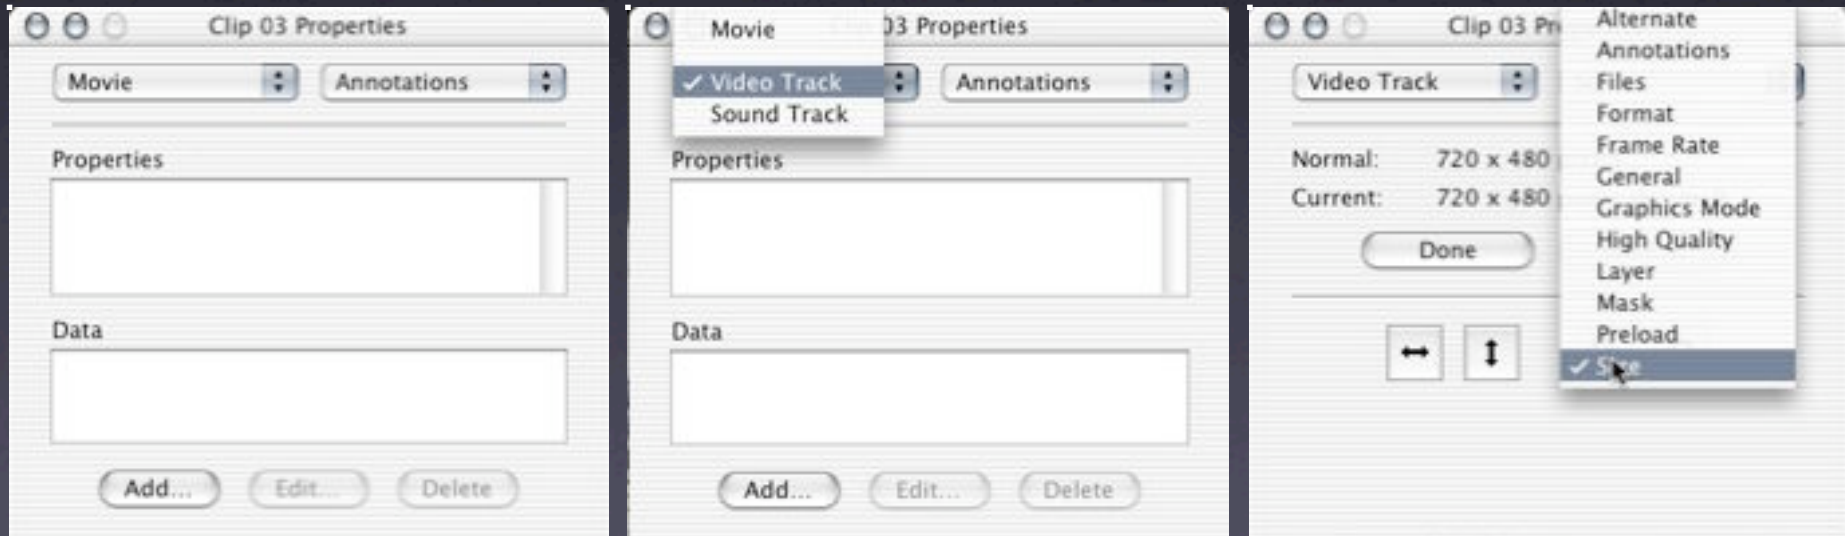 Clip 03 Properties
Movie
Annotations
Properties
Data
Add...
Edit...
Delete
Movie
03 Properties
✓ Video Track
Sound Track
Annotations
Properties
Data
Add...
Edit...
Delete
Clip 03 Pr
Video Track
Normal: 720 x 480
Current: 720 x 480
Done
Alternate
Annotations
Files
Format
Frame Rate
General
Graphics Mode
High Quality
Layer
Mask
Preload
✓ Size